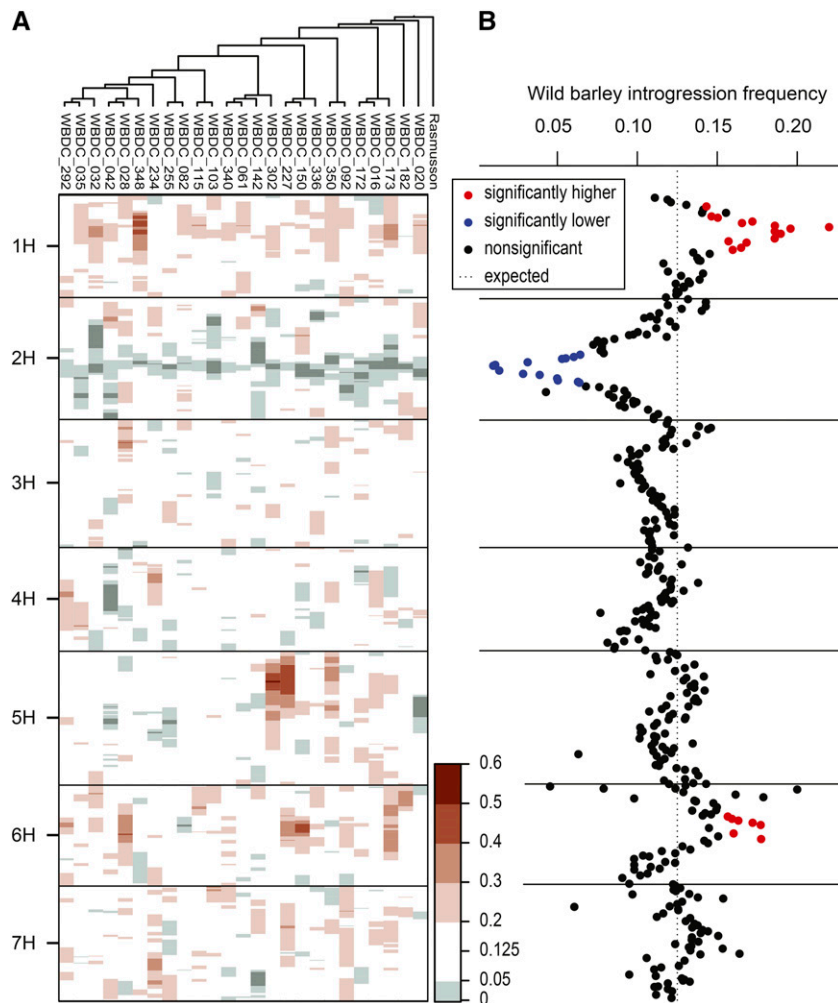 A
B
Wild barley introgression frequency
0.05
0.10
0.15
0.20
WBDC_292
WBDC_035
WBDC_032
WBDC_042
WBDC_028
WBDC_348
WBDC_234
WBDC_255
WBDC_082
WBDC_115
WBDC_103
WBDC_340
WBDC_061
WBDC_142
WBDC_302
WBDC_227
WBDC_150
WBDC_336
WBDC_350
WBDC_092
WBDC_172
WBDC_016
WBDC_173
WBDC_182
WBDC_020
Rasmusson
significantly higher
significantly lower
nonsignificant
expected
1H
2H
3H
4H
5H
6H
7H
0.6
0.5
0.4
0.3
0.2
0.125
0.05
0